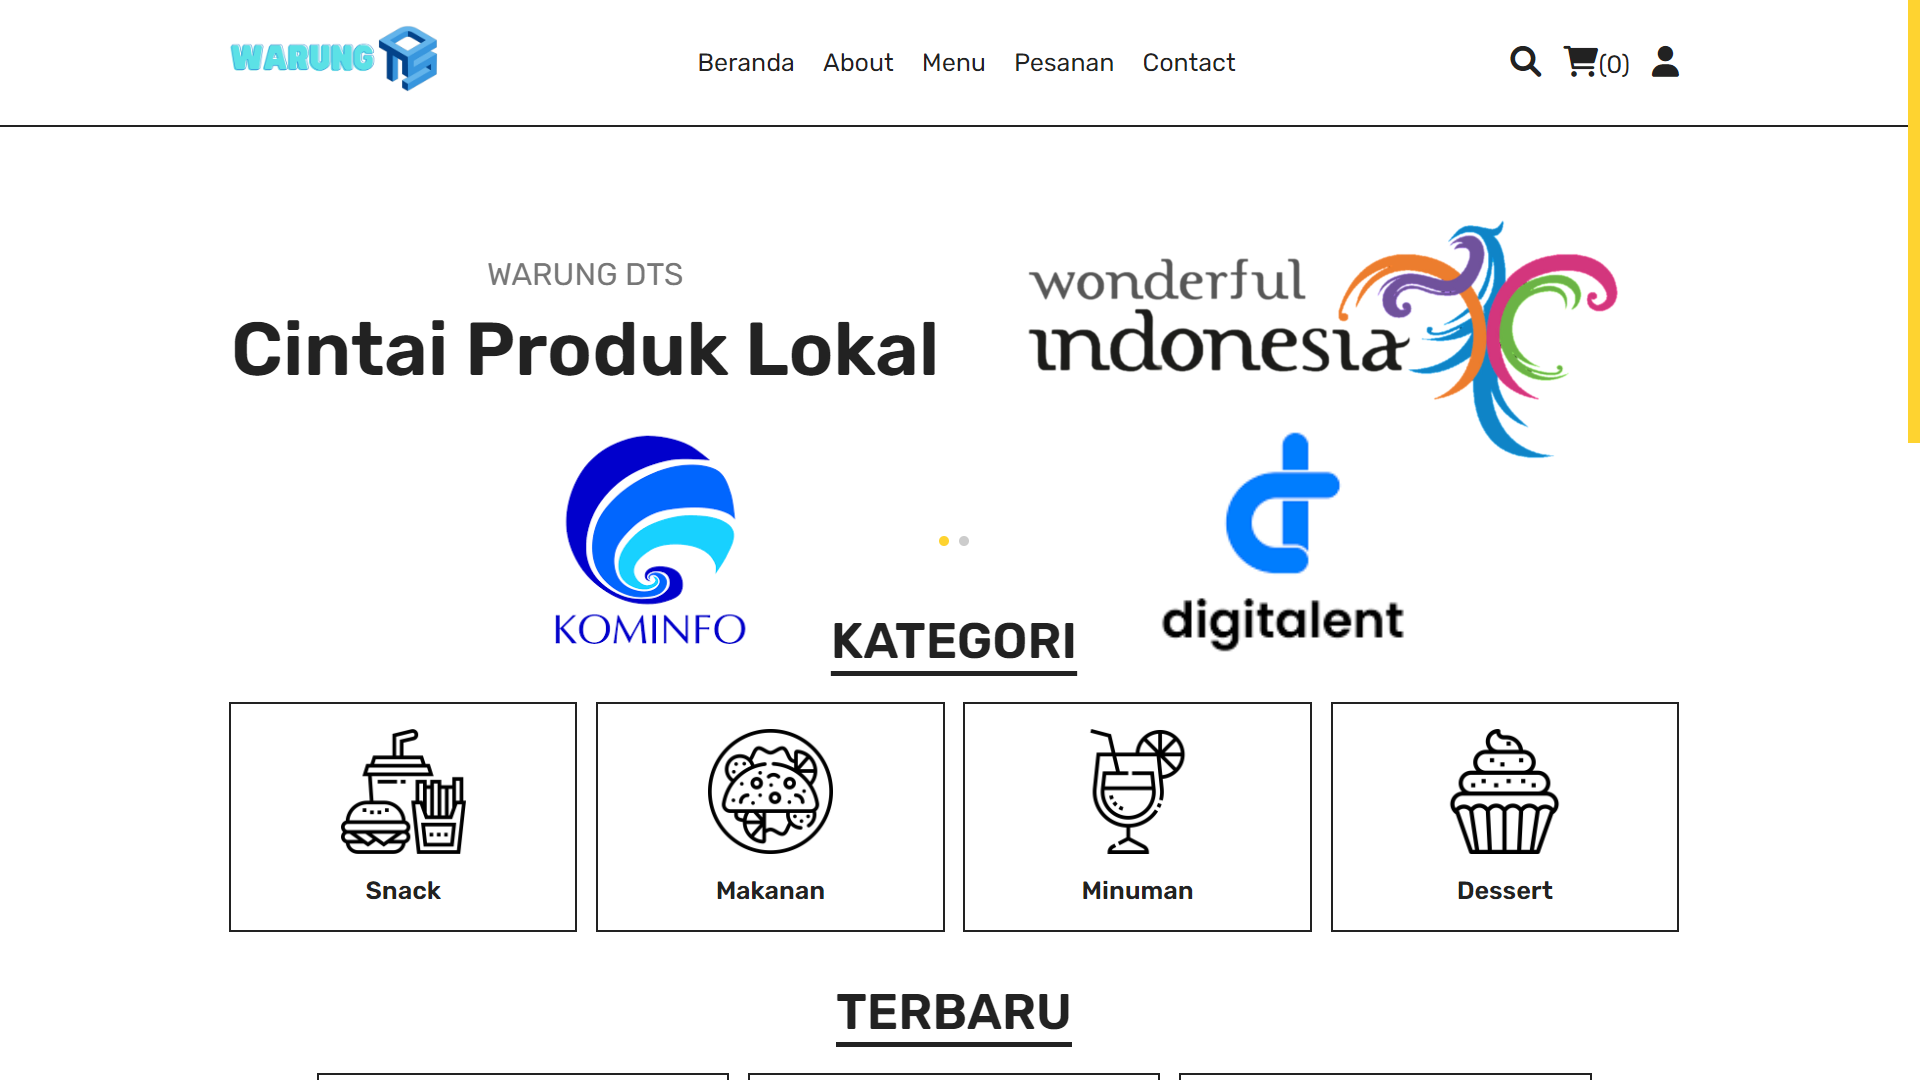 WARUNG DTS
Beranda About Menu Pesanan Contact
(0)
WARUNG DTS
Cintai Produk Lokal
wonderful
indonesia
KOMINFO
digitalent
KATEGORI
Snack
Makanan
Minuman
Dessert
TERBARU